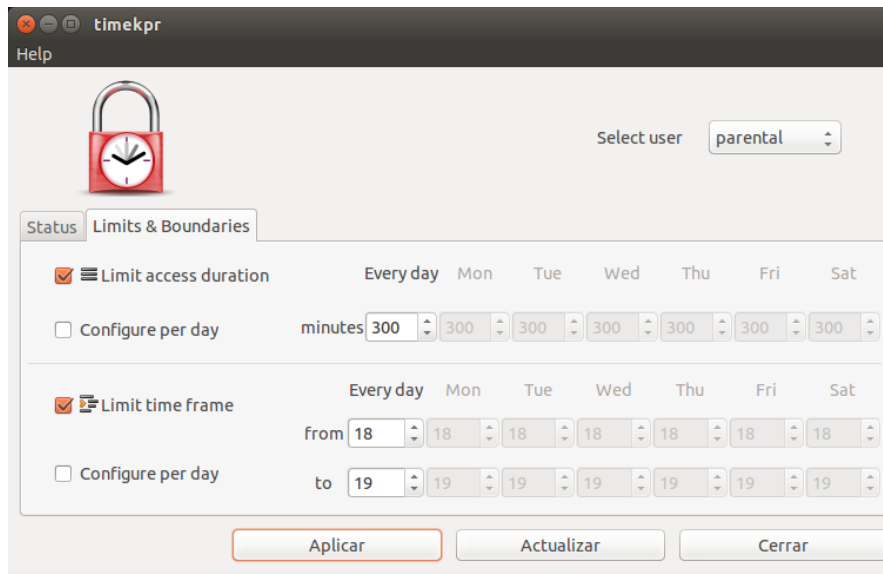 timekpr
Help
Select user parental
Status Limits & Boundaries
Limit access duration Every day Mon Tue Wed Thu Fri Sat
Configure per day minutes 300 300 300 300 300 300 300
Limit time frame Every day Mon Tue Wed Thu Fri Sat
from 18 18 18 18 18 18 18
Configure per day to 19 19 19 19 19 19 19
Aplicar Actualizar Cerrar